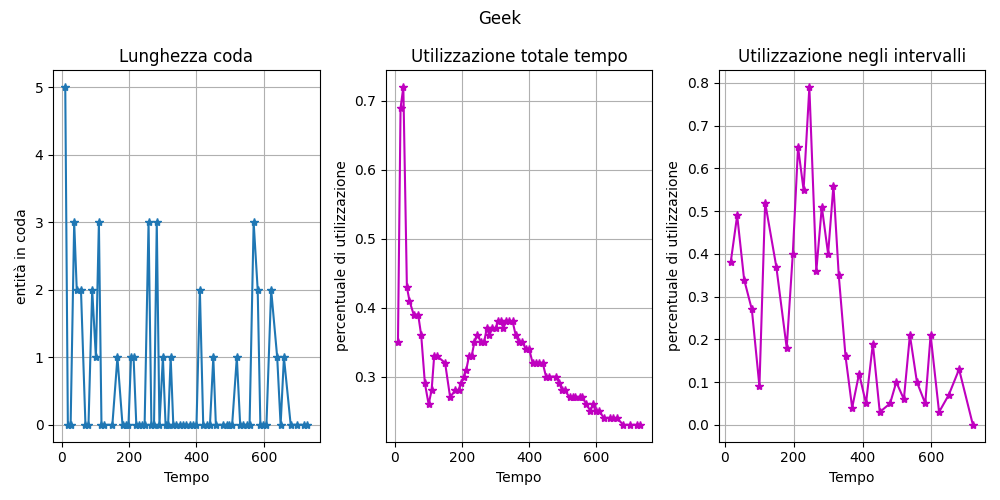 Geek
Lunghezza coda
entità in coda
5
4
3
2
1
0
0 200 400 600
Tempo
Utilizzazione totale tempo
percentuale di utilizzazione
0.7
0.6
0.5
0.4
0.3
0 200 400 600
Tempo
Utilizzazione negli intervalli
percentuale di utilizzazione
0.8
0.7
0.6
0.5
0.4
0.3
0.2
0.1
0.0
0 200 400 600
Tempo